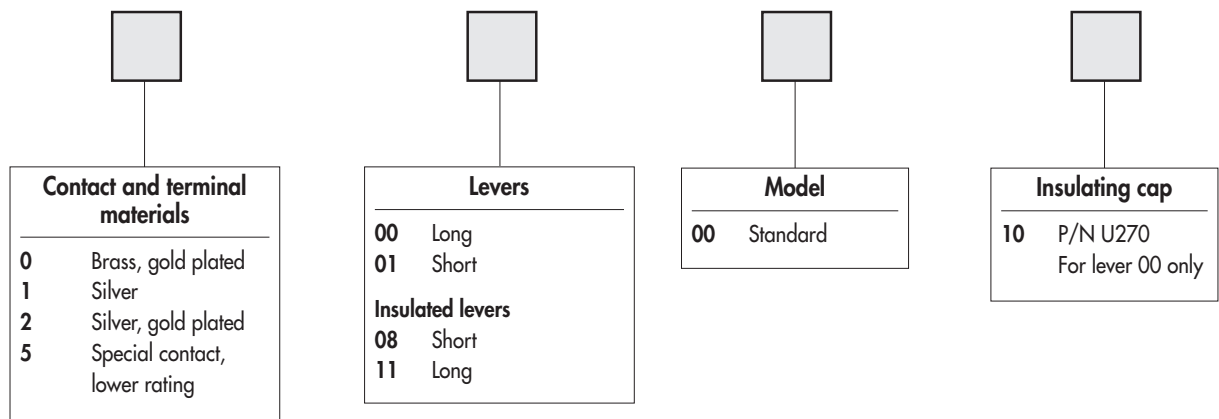 Contact and terminal
materials
0 Brass, gold plated
1 Silver
2 Silver, gold plated
5 Special contact,
lower rating
Levers
00 Long
01 Short
Insulated levers
08 Short
11 Long
Model
00 Standard
Insulating cap
10 P/N U270
For lever 00 only